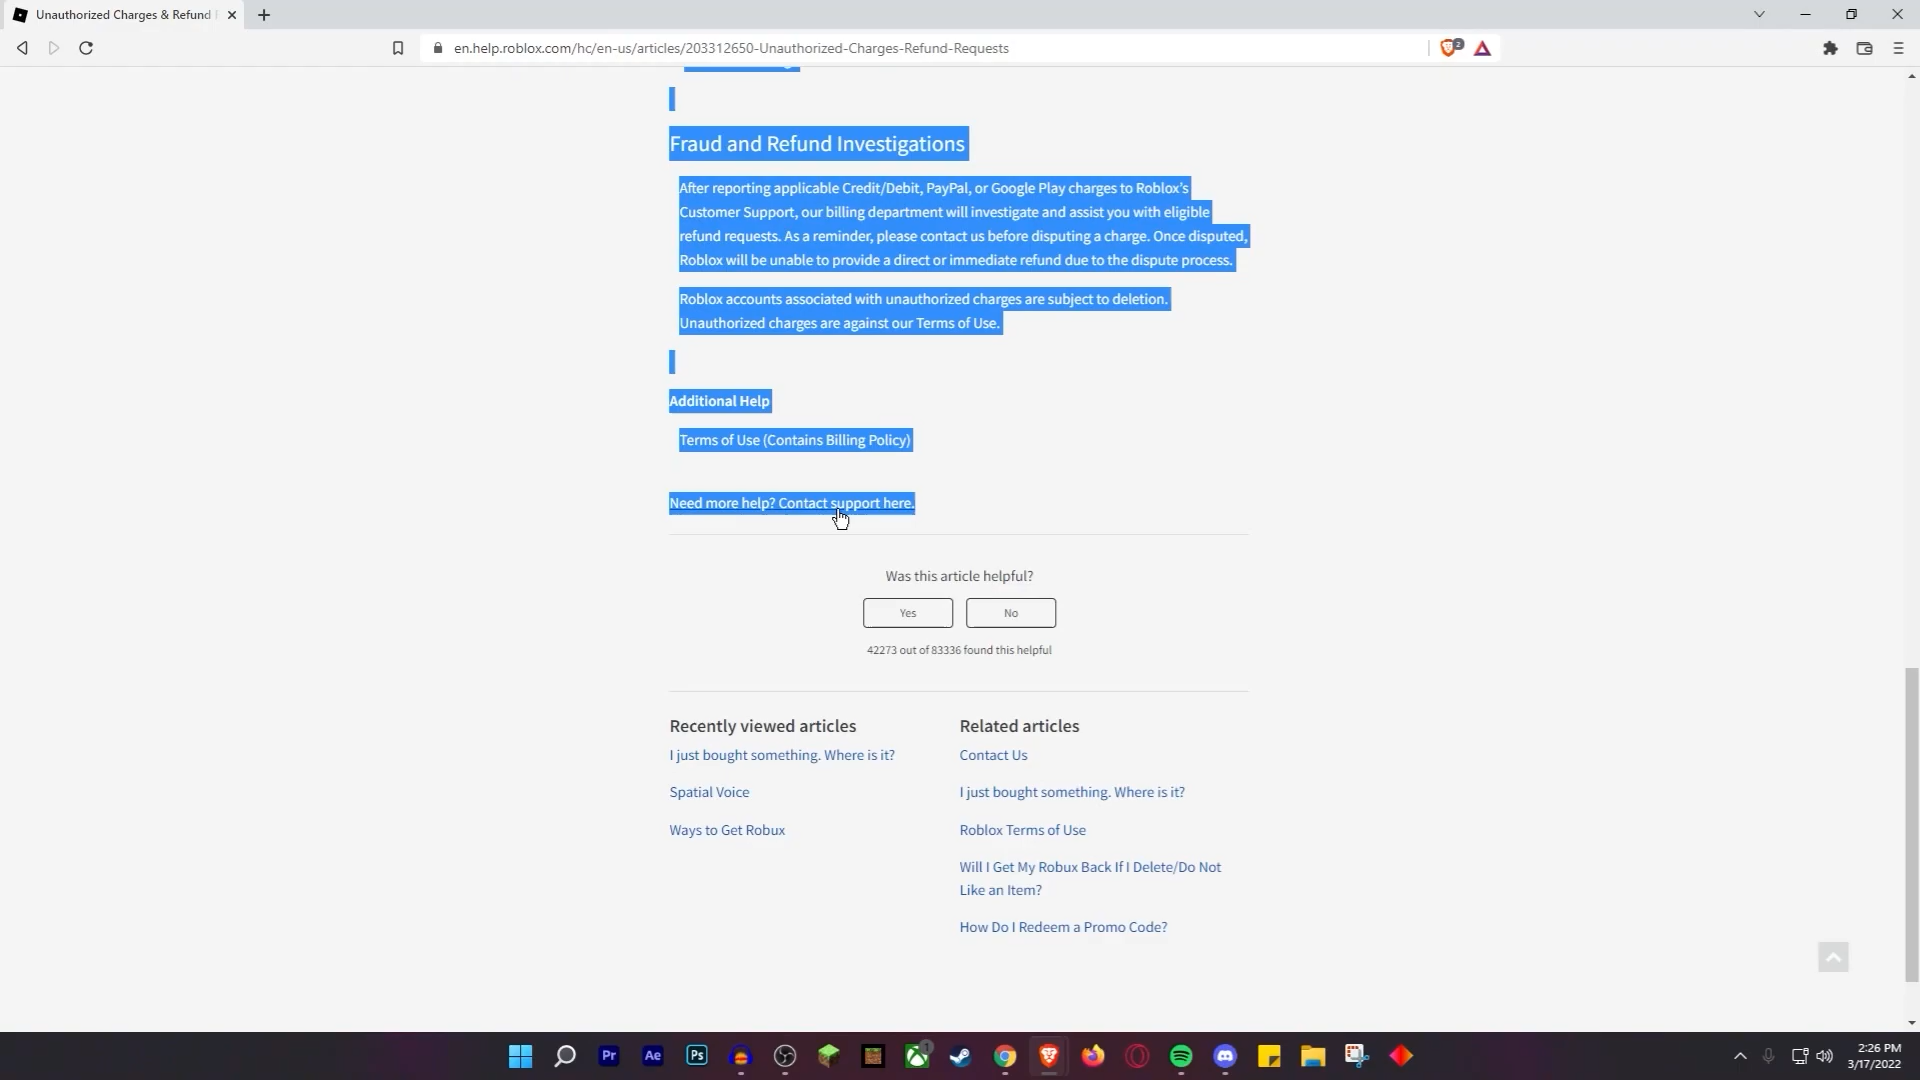 Unauthorized Charges & Refund
en.help.roblox.com/hc/en-us/articles/203312650-Unauthorized-Charges-Refund-Requests
2
Fraud and Refund Investigations
After reporting applicable Credit/Debit, PayPal, or Google Play charges to Roblox's
Customer Support, our billing department will investigate and assist you with eligible
refund requests. As a reminder, please contact us before disputing a charge. Once disputed,
Roblox will be unable to provide a direct or immediate refund due to the dispute process.
Roblox accounts associated with unauthorized charges are subject to deletion.
Unauthorized charges are against our Terms of Use.
Additional Help
Terms of Use (Contains Billing Policy)
Need more help? Contact support here.
Was this article helpful?
Yes No
42273 out of 83336 found this helpful
Recently viewed articles
I just bought something. Where is it?
Spatial Voice
Ways to Get Robux
Related articles
Contact Us
I just bought something. Where is it?
Roblox Terms of Use
Will I Get My Robux Back If I Delete/Do Not
Like an Item?
How Do I Redeem a Promo Code?
Pr Ae Ps 1
2:26 PM
3/17/2022